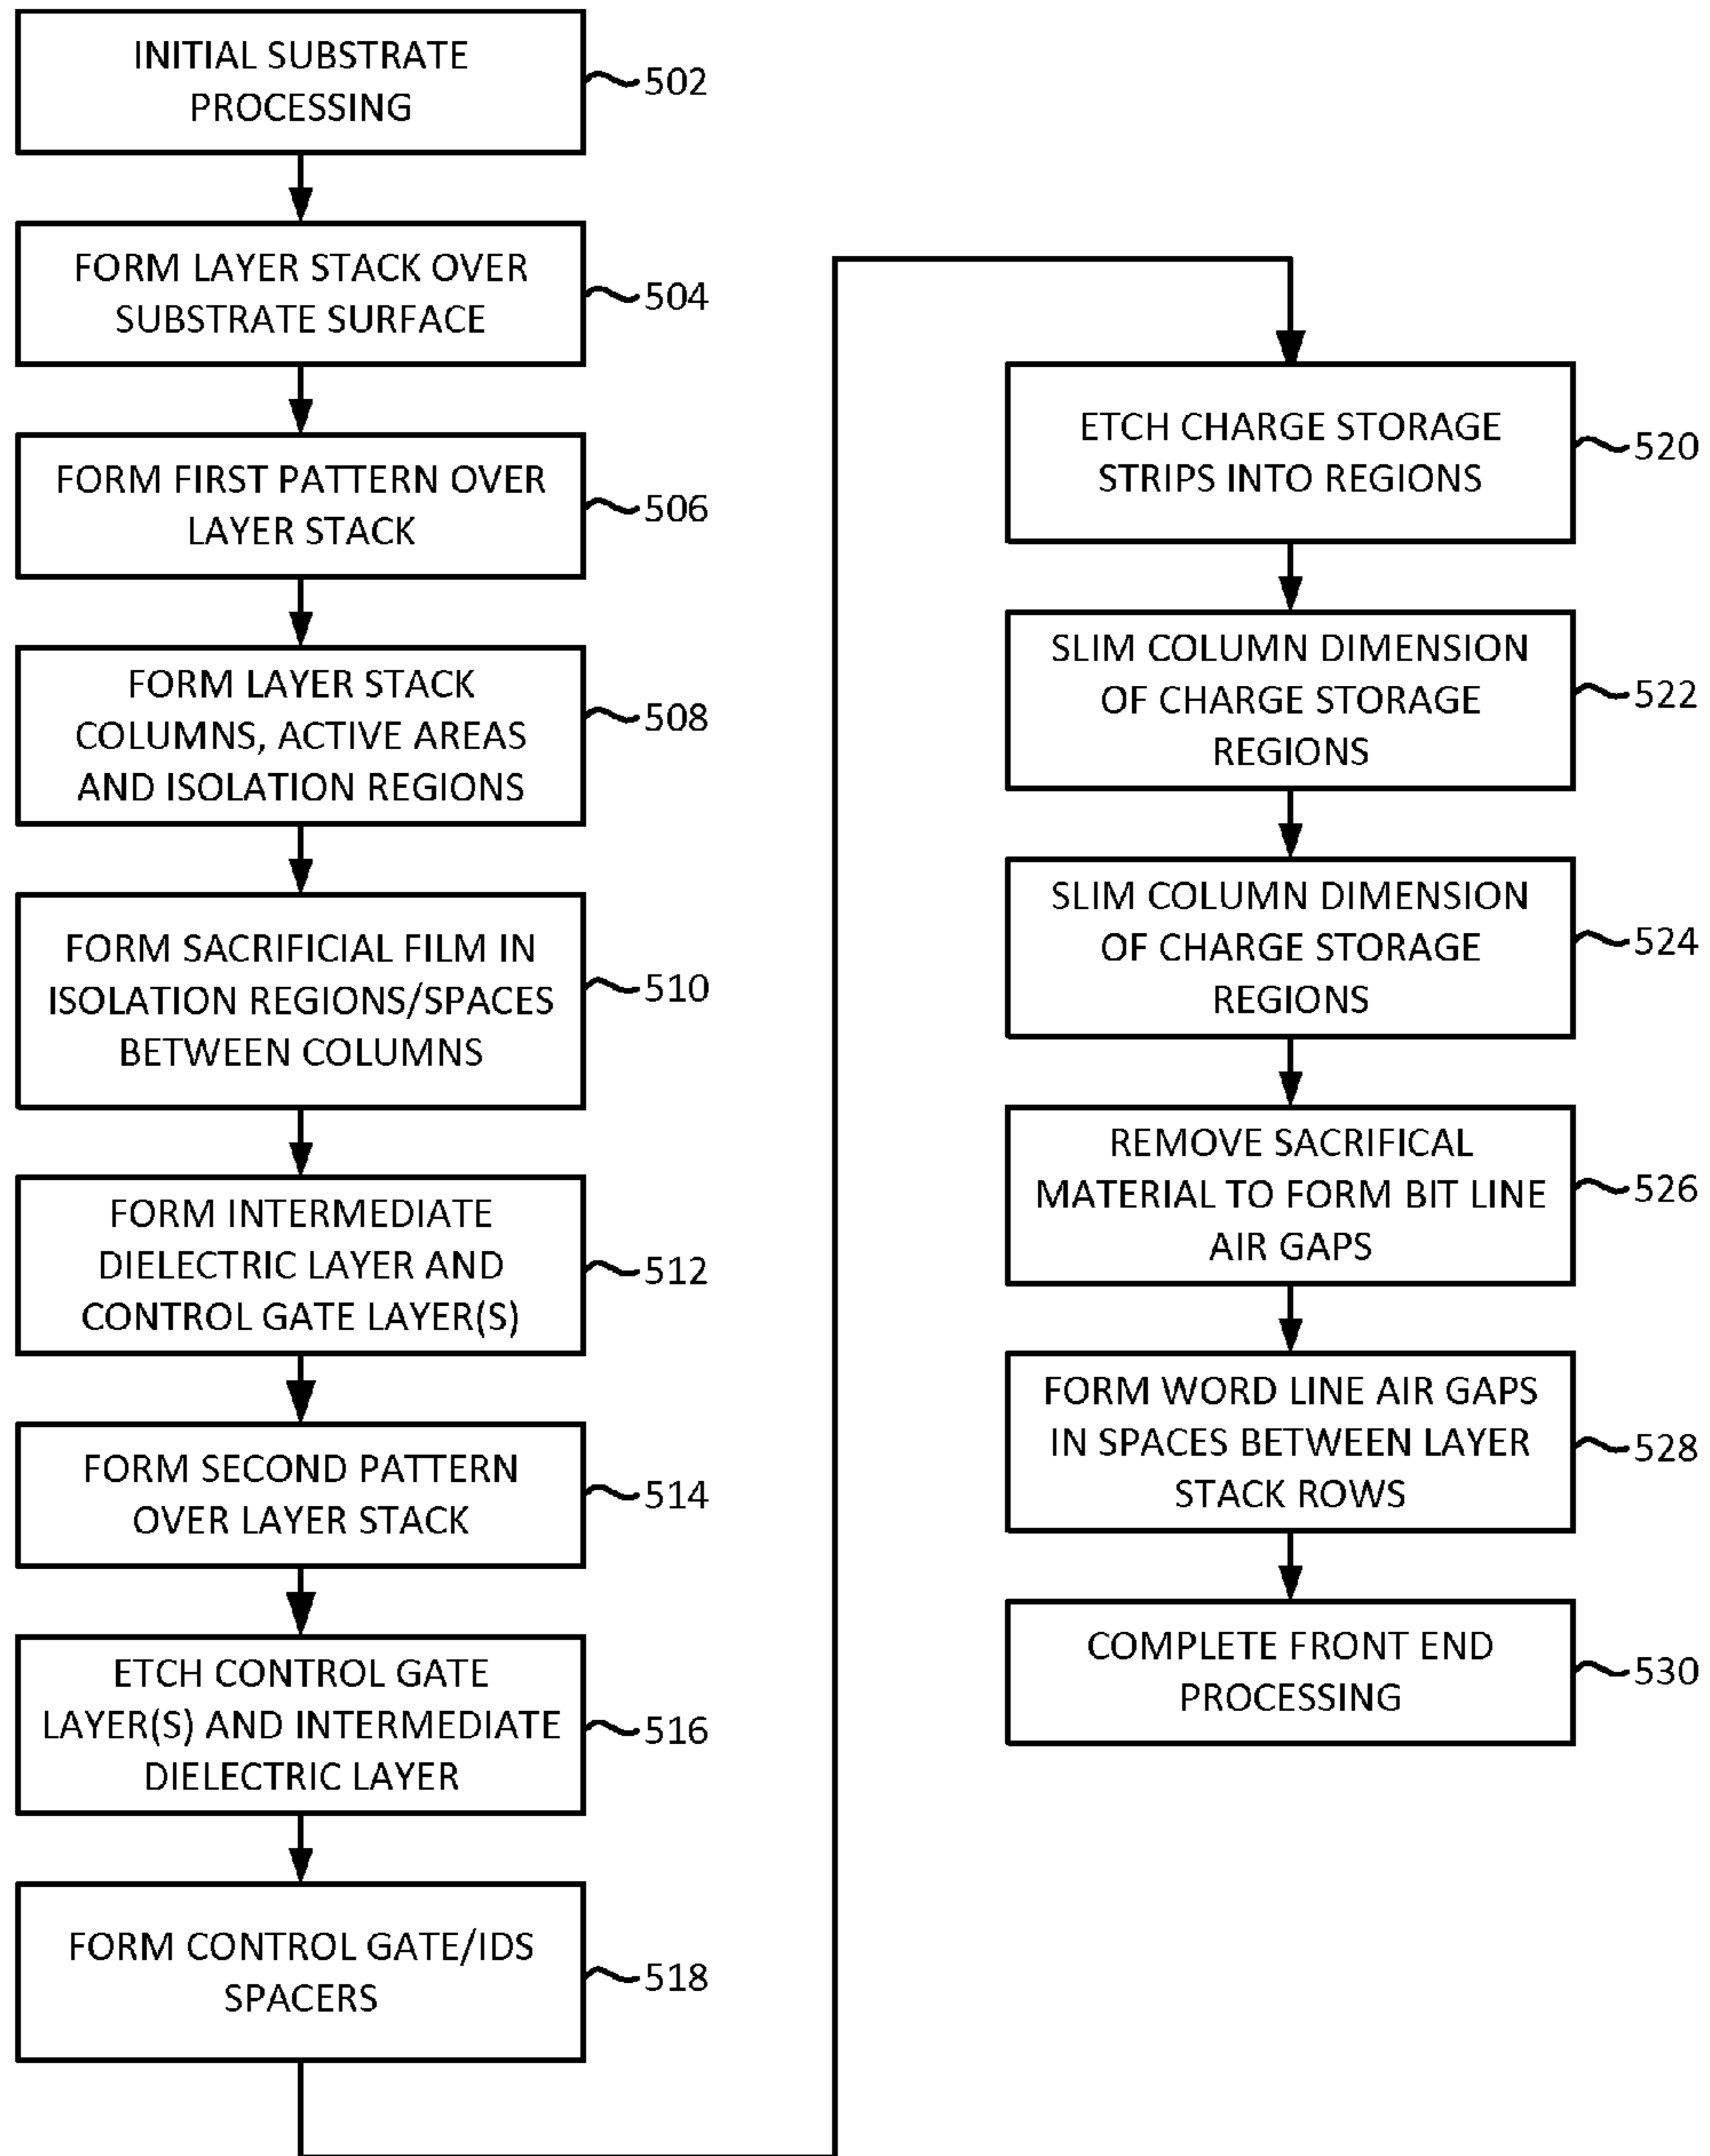 INITIAL SUBSTRATE
PROCESSING
502
FORM LAYER STACK OVER
SUBSTRATE SURFACE
504
FORM FIRST PATTERN OVER
LAYER STACK
506
FORM LAYER STACK
COLUMNS, ACTIVE AREAS
AND ISOLATION REGIONS
508
FORM SACRIFICIAL FILM IN
ISOLATION REGIONS/SPACES
BETWEEN COLUMNS
510
FORM INTERMEDIATE
DIELECTRIC LAYER AND
CONTROL GATE LAYER(S)
512
FORM SECOND PATTERN
OVER LAYER STACK
514
ETCH CONTROL GATE
LAYER(S) AND INTERMEDIATE
DIELECTRIC LAYER
516
FORM CONTROL GATE/IDS
SPACERS
518
ETCH CHARGE STORAGE
STRIPS INTO REGIONS
520
SLIM COLUMN DIMENSION
OF CHARGE STORAGE
REGIONS
522
SLIM COLUMN DIMENSION
OF CHARGE STORAGE
REGIONS
524
REMOVE SACRIFICAL
MATERIAL TO FORM BIT LINE
AIR GAPS
526
FORM WORD LINE AIR GAPS
IN SPACES BETWEEN LAYER
STACK ROWS
528
COMPLETE FRONT END
PROCESSING
530